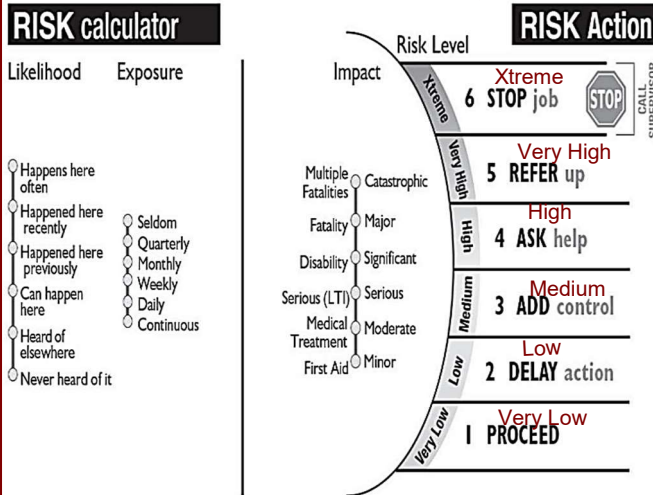 RISK calculator
RISK Action
Likelihood
Exposure
Impact
Risk Level
Happens here
often
Happened here
recently
Happened here
previously
Can happen
here
Heard of
elsewhere
Never heard of it
Seldom
Quarterly
Monthly
Weekly
Daily
Continuous
Multiple
Fatalities
Catastrophic
Fatality
Major
Disability
Significant
Serious (LTI)
Serious
Medical
Treatment
Moderate
First Aid
Minor
Xtreme
Xtreme
6 STOP job
STOP
CALL
SUPERVISOR
Very High
Very High
5 REFER up
High
High
4 ASK help
Medium
Medium
3 ADD control
Low
Low
2 DELAY action
Very Low
Very Low
1 PROCEED